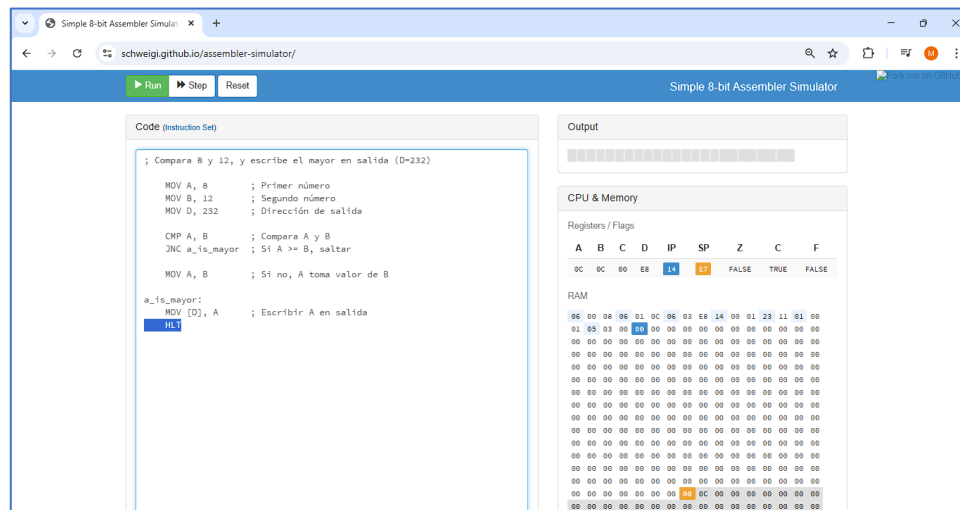 Simple 8-bit Assembler Simulat
schweigi.github.io/assembler-simulator/
M
Run Step Reset
Simple 8-bit Assembler Simulator
Fork me on GitHub
Code (Instruction Set)
; Compara 8 y 12, y escribe el mayor en salida (D=232)
MOV A, 8 ; Primer número
MOV B, 12 ; Segundo número
MOV D, 232 ; Dirección de salida
CMP A, B ; Compara A y B
JNC a_is_mayor ; Si A >= B, saltar
MOV A, B ; Si no, A toma valor de B
a_is_mayor:
MOV [D], A ; Escribir A en salida
HLT
Output
CPU & Memory
Registers / Flags
A B C D IP SP Z C F
0C 0C 00 E8 14 E7 FALSE TRUE FALSE
RAM
06 00 08 06 01 0C 06 03 E8 14 00 01 23 11 01 00
01 05 03 00 00 00 00 00 00 00 00 00 00 00 00 00
00 00 00 00 00 00 00 00 00 00 00 00 00 00 00 00
00 00 00 00 00 00 00 00 00 00 00 00 00 00 00 00
00 00 00 00 00 00 00 00 00 00 00 00 00 00 00 00
00 00 00 00 00 00 00 00 00 00 00 00 00 00 00 00
00 00 00 00 00 00 00 00 00 00 00 00 00 00 00 00
00 00 00 00 00 00 00 00 00 00 00 00 00 00 00 00
00 00 00 00 00 00 00 00 00 00 00 00 00 00 00 00
00 00 00 00 00 00 00 00 00 00 00 00 00 00 00 00
00 00 00 00 00 00 00 00 00 00 00 00 00 00 00 00
00 00 00 00 00 00 00 00 00 00 00 00 00 00 00 00
00 00 00 00 00 00 00 00 00 00 00 00 00 00 00 00
00 00 00 00 00 00 00 00 00 00 00 00 00 00 00 00
00 00 00 00 00 00 00 00 0C 00 00 00 00 00 00 00
00 00 00 00 00 00 00 00 00 00 00 00 00 00 00 00